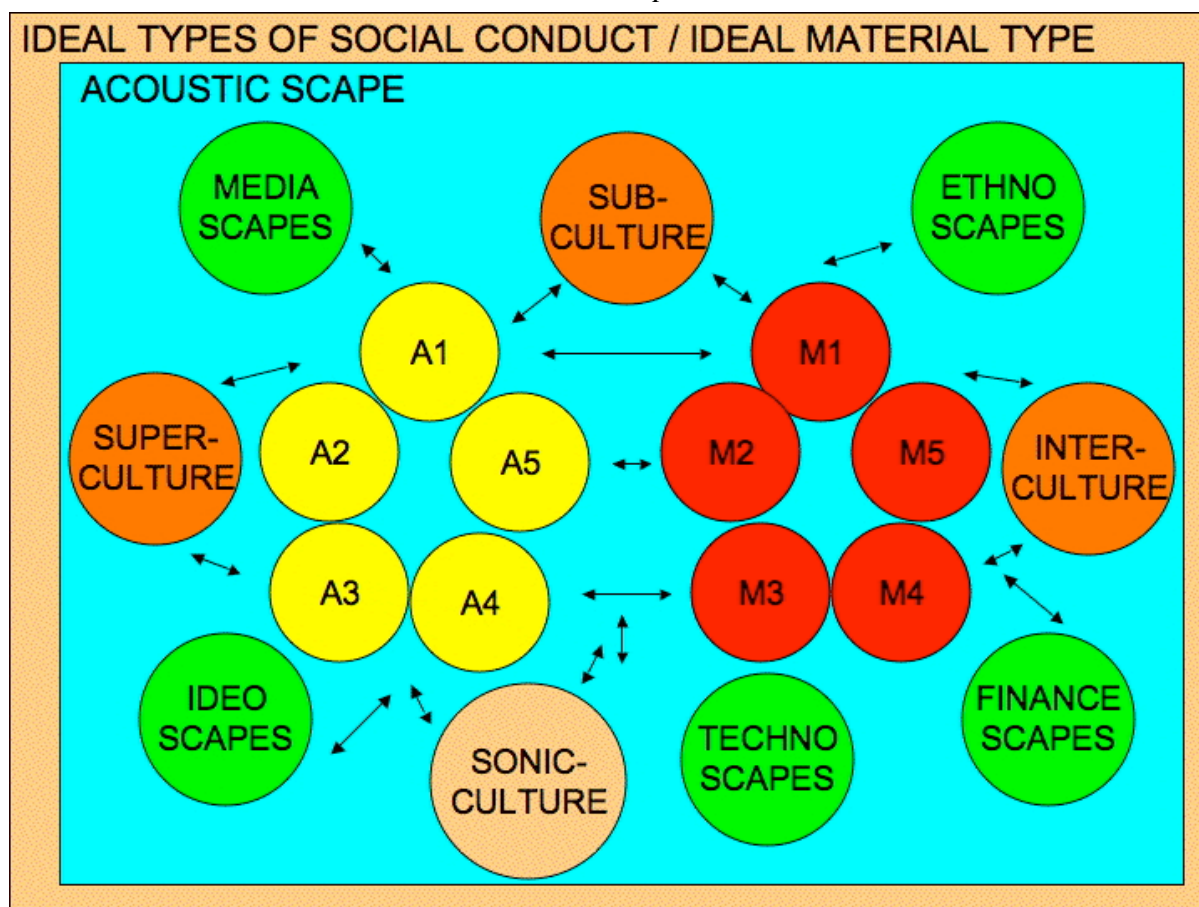 IDEAL TYPES OF SOCIAL CONDUCT / IDEAL MATERIAL TYPE
ACOUSTIC SCAPE
MEDIA
SCAPES
SUB-
CULTURE
ETHNO
SCAPES
A1
M1
SUPER-
CULTURE
A2
A5
M2
M5
INTER-
CULTURE
A3
A4
M3
M4
IDEO
SCAPES
SONIC-
CULTURE
TECHNO
SCAPES
FINANCE
SCAPES